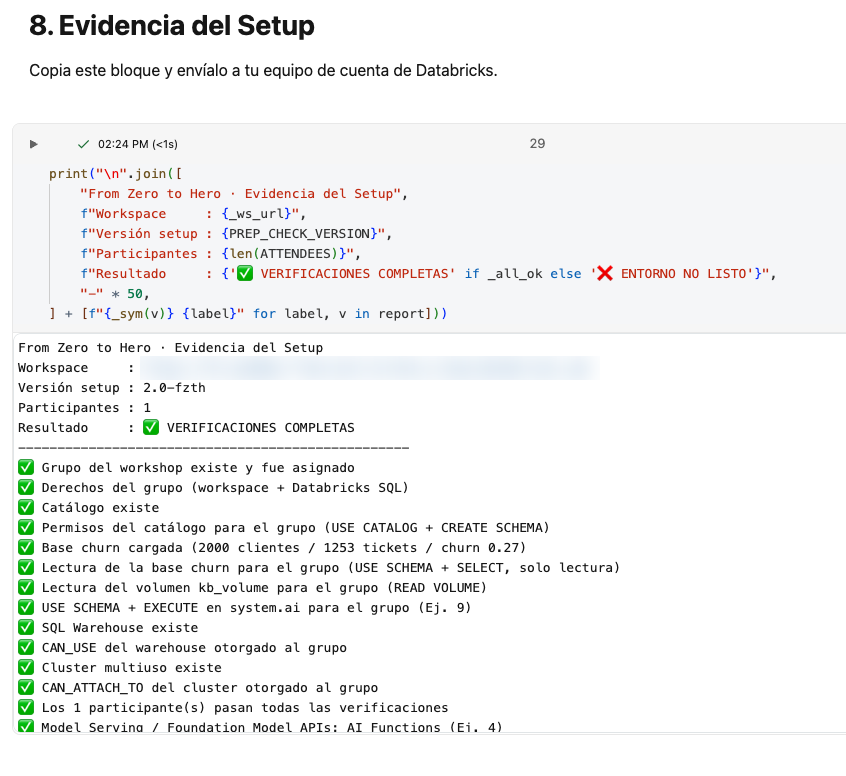 8. Evidencia del Setup
Copia este bloque y envíalo a tu equipo de cuenta de Databricks.
02:24 PM (<1s)
29
print("\n".join([
    "From Zero to Hero · Evidencia del Setup",
    f"Workspace     : {_ws_url}",
    f"Versión setup : {PREP_CHECK_VERSION}",
    f"Participantes : {len(ATTENDEES)}",
    f"Resultado     : {'✅ VERIFICACIONES COMPLETAS' if _all_ok else '❌ ENTORNO NO LISTO'}",
    "-" * 50,
] + [f"{_sym(v)} {label}" for label, v in report]))
From Zero to Hero · Evidencia del Setup
Workspace     :
Versión setup : 2.0-fzth
Participantes : 1
Resultado     : ✅ VERIFICACIONES COMPLETAS
--------------------------------------------------
✅ Grupo del workshop existe y fue asignado
✅ Derechos del grupo (workspace + Databricks SQL)
✅ Catálogo existe
✅ Permisos del catálogo para el grupo (USE CATALOG + CREATE SCHEMA)
✅ Base churn cargada (2000 clientes / 1253 tickets / churn 0.27)
✅ Lectura de la base churn para el grupo (USE SCHEMA + SELECT, solo lectura)
✅ Lectura del volumen kb_volume para el grupo (READ VOLUME)
✅ USE SCHEMA + EXECUTE en system.ai para el grupo (Ej. 9)
✅ SQL Warehouse existe
✅ CAN_USE del warehouse otorgado al grupo
✅ Cluster multiuso existe
✅ CAN_ATTACH_TO del cluster otorgado al grupo
✅ Los 1 participante(s) pasan todas las verificaciones
✅ Model Serving / Foundation Model APIs: AI Functions (Ej. 4)